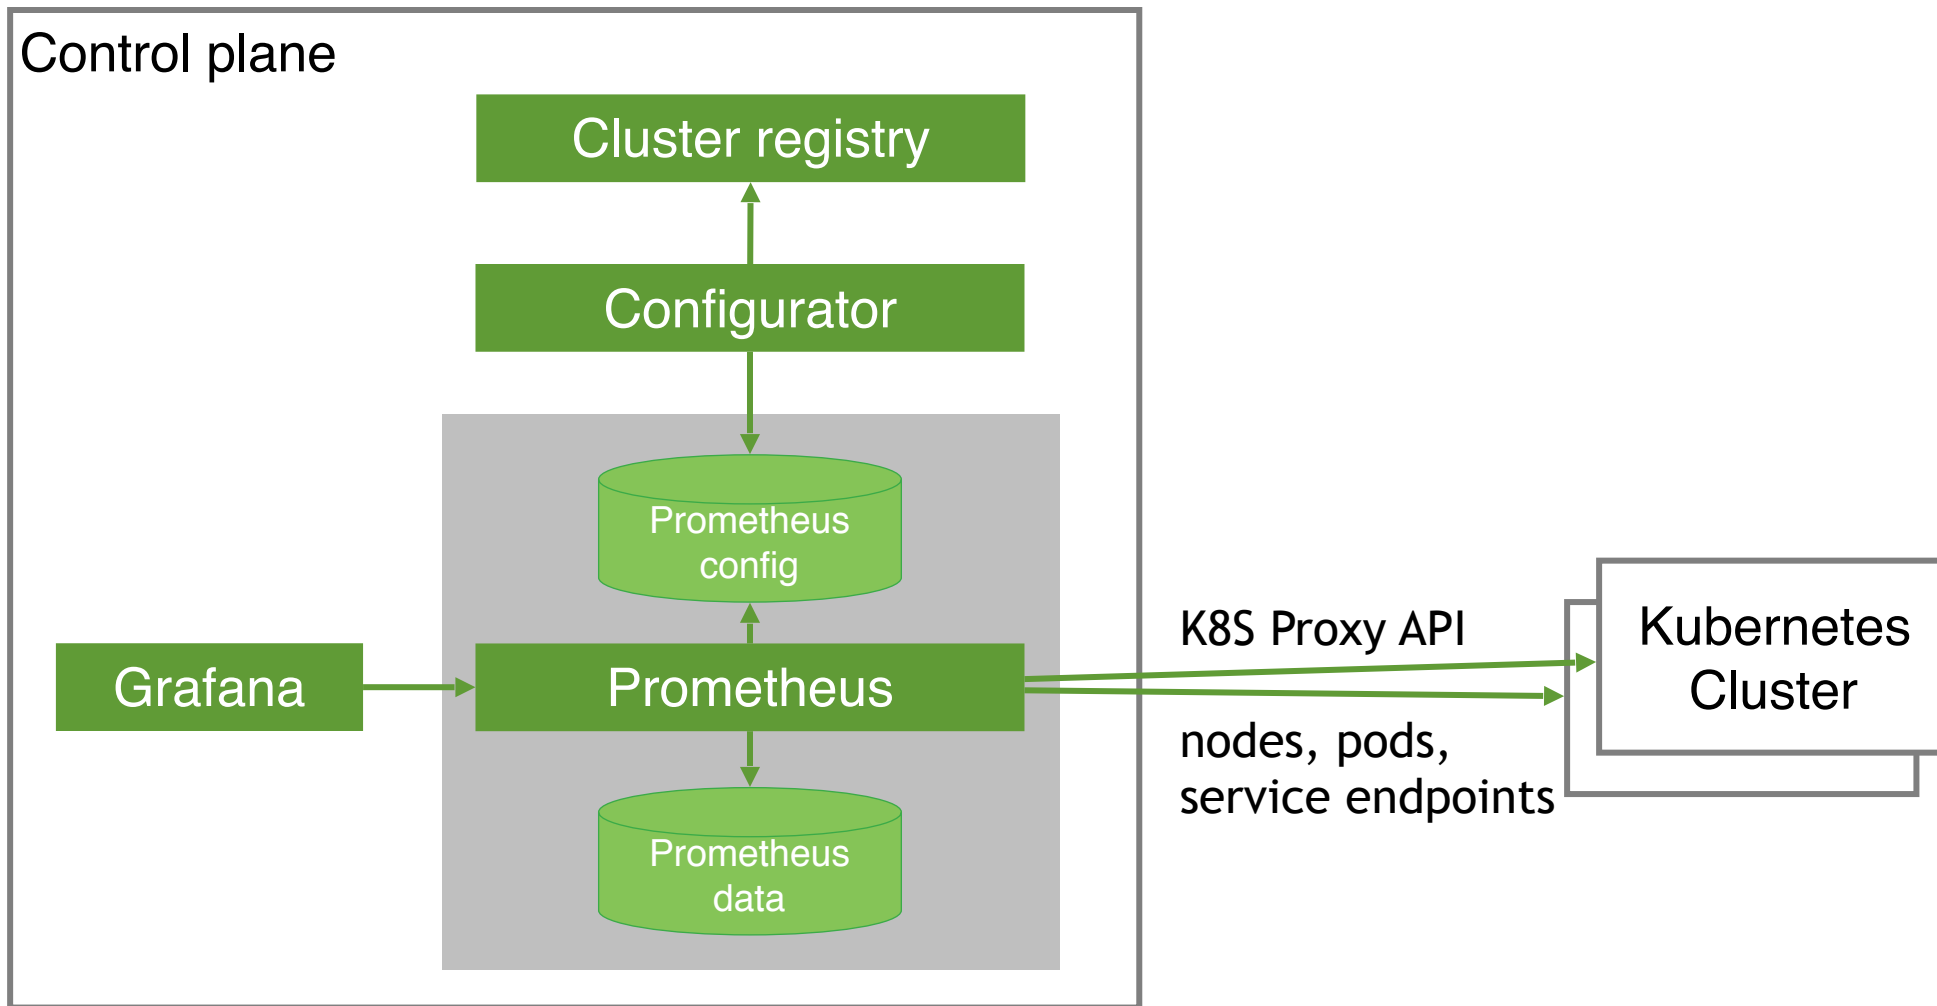 Control plane
Cluster registry
Configurator
Prometheus
config
Grafana
Prometheus
Prometheus
data
K8S Proxy API
nodes, pods,
service endpoints
Kubernetes
Cluster